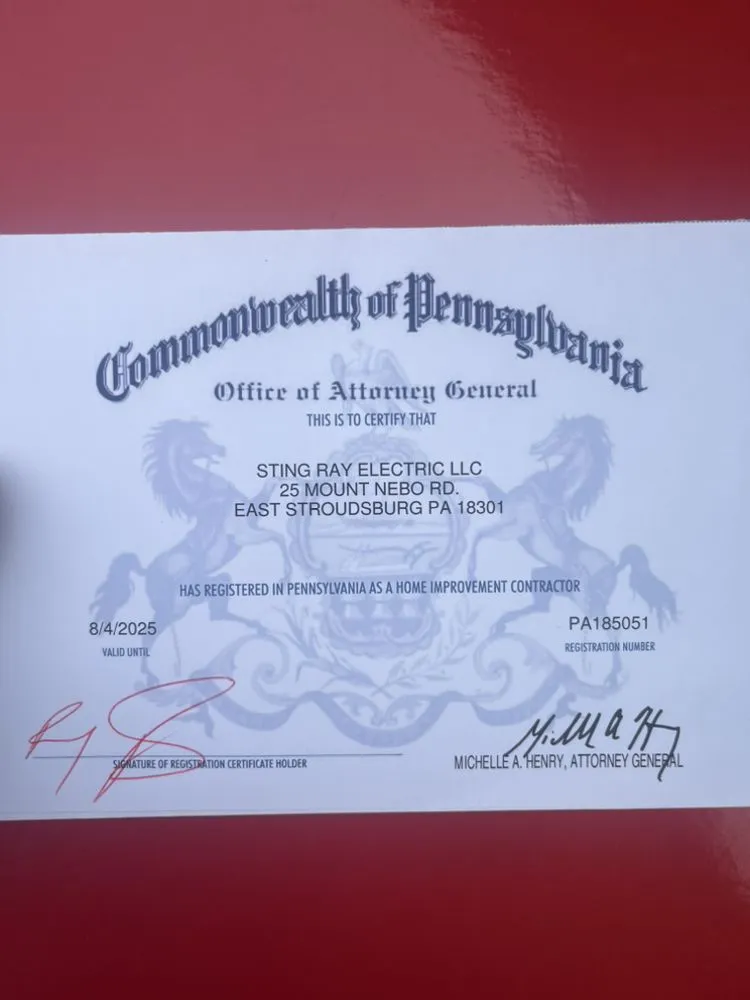 Commonwealth of Pennsylvania
Office of Attorney General
THIS IS TO CERTIFY THAT
STING RAY ELECTRIC LLC
25 MOUNT NEBO RD.
EAST STROUDSBURG PA 18301
HAS REGISTERED IN PENNSYLVANIA AS A HOME IMPROVEMENT CONTRACTOR
8/4/2025
VALID UNTIL
PA185051
REGISTRATION NUMBER
SIGNATURE OF REGISTRATION CERTIFICATE HOLDER
MICHELLE A. HENRY, ATTORNEY GENERAL